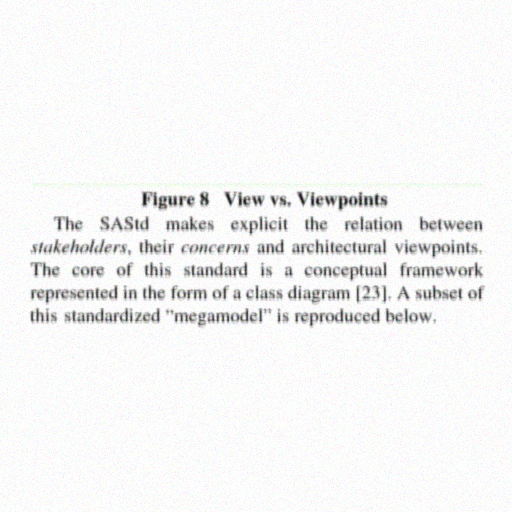 Figure 8 View vs. Viewpoints
The SAStd makes explicit the relation between
stakeholders, their concerns and architectural viewpoints.
The core of this standard is a conceptual framework
represented in the form of a class diagram [23]. A subset of
this standardized "megamodel" is reproduced below.